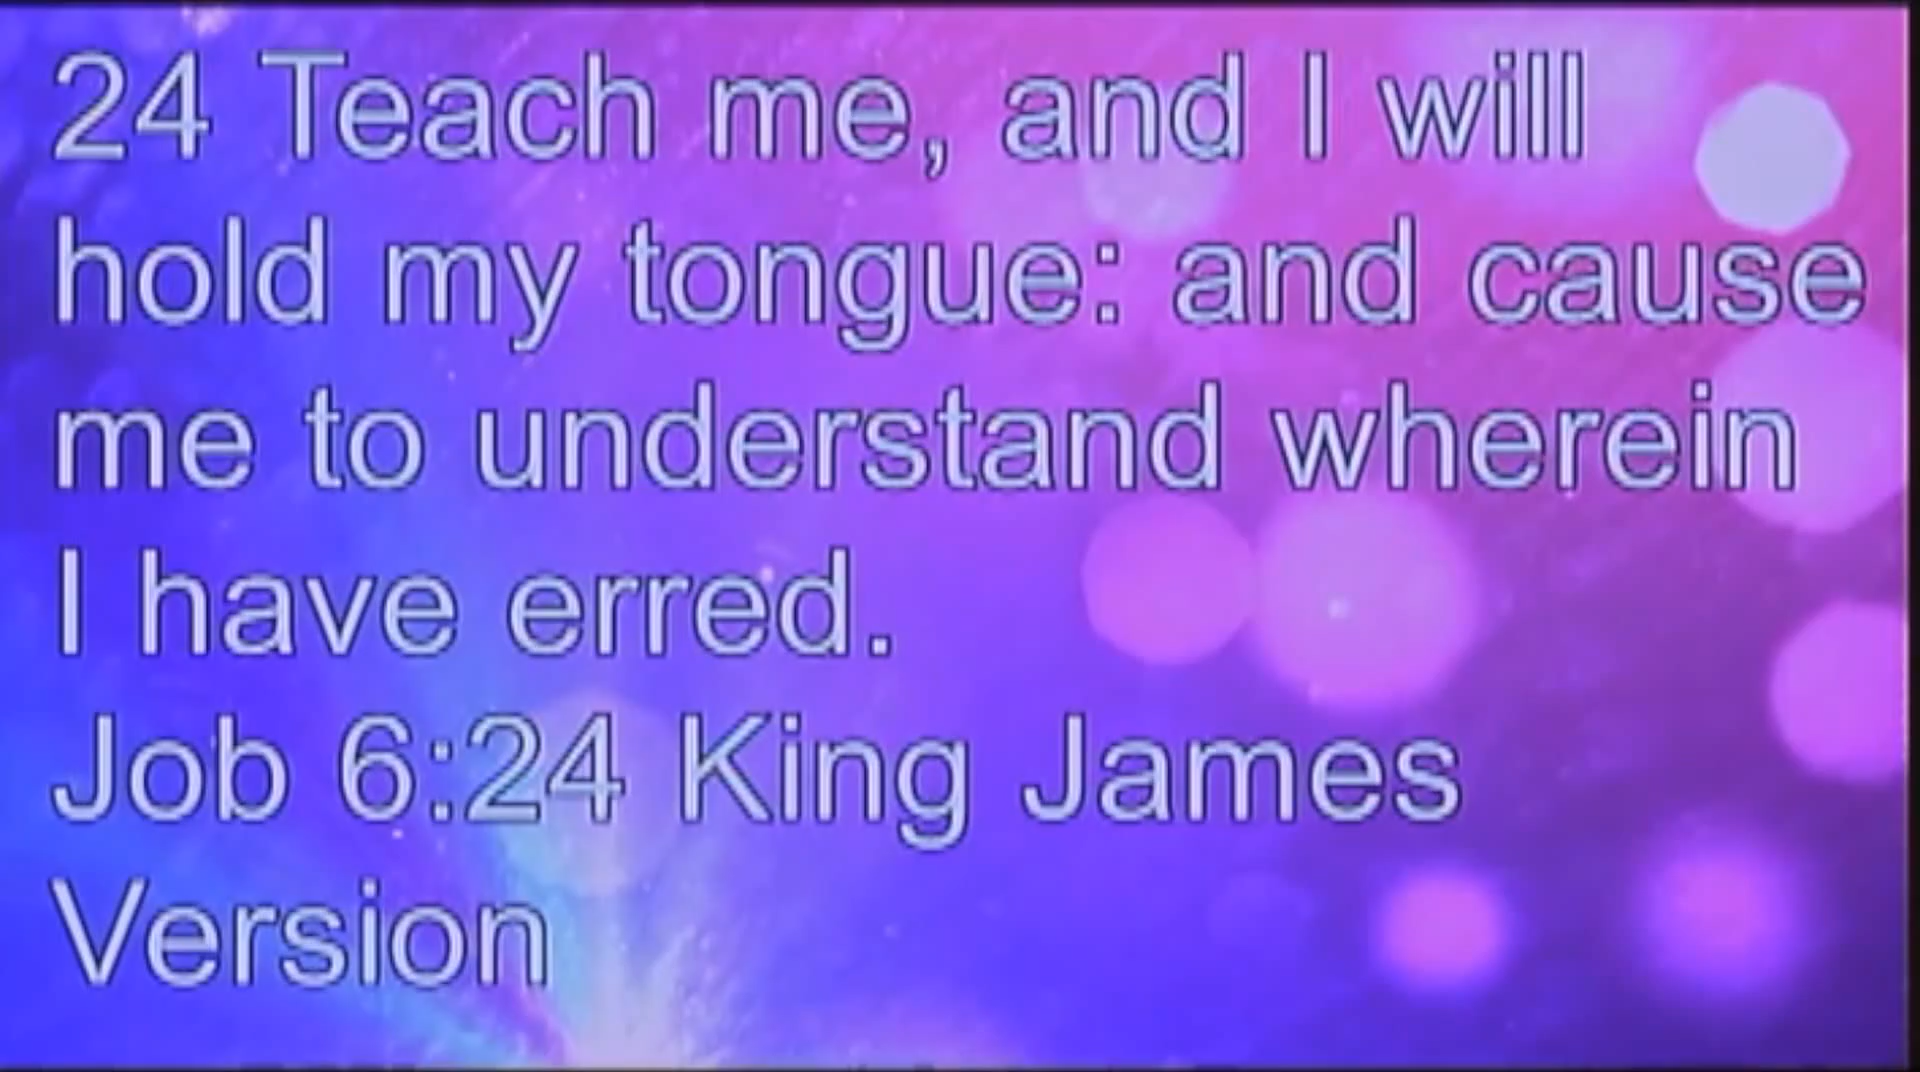 24 Teach me, and I will
hold my tongue: and cause
me to understand wherein
I have erred.
Job 6:24 King James
Version